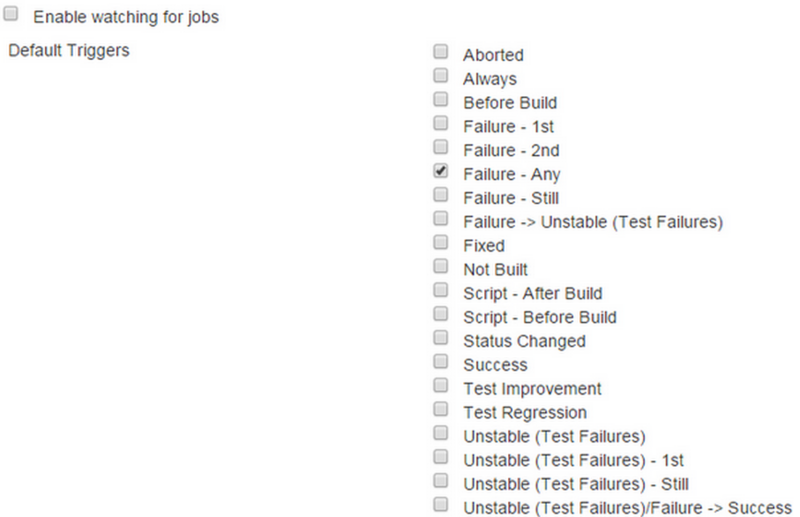 Enable watching for jobs
Default Triggers
Aborted
Always
Before Build
Failure - 1st
Failure - 2nd
Failure - Any
Failure - Still
Failure -> Unstable (Test Failures)
Fixed
Not Built
Script - After Build
Script - Before Build
Status Changed
Success
Test Improvement
Test Regression
Unstable (Test Failures)
Unstable (Test Failures) - 1st
Unstable (Test Failures) - Still
Unstable (Test Failures)/Failure -> Success